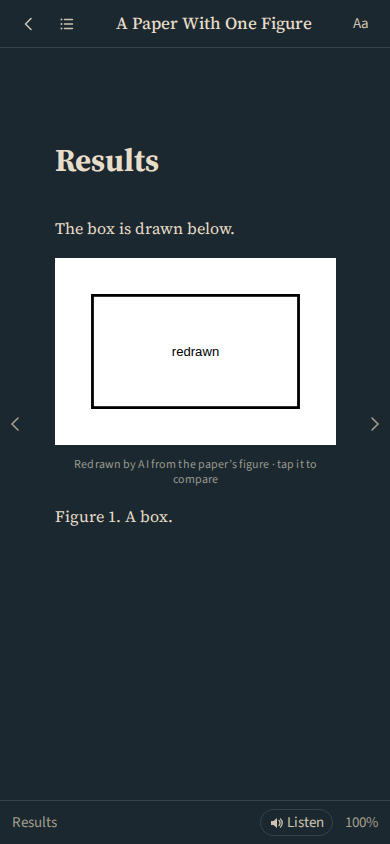 A Paper With One Figure
Aa
Results
The box is drawn below.
redrawn
Redrawn by AI from the paper's figure · tap it to
compare
Figure 1. A box.
Results
Listen
100%